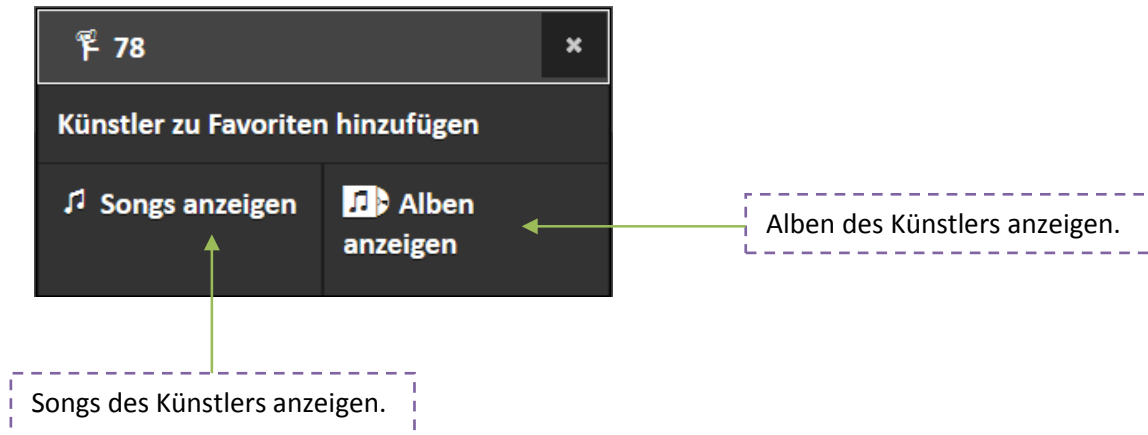 78
Künstler zu Favoriten hinzufügen
Songs anzeigen
Alben
anzeigen
Alben des Künstlers anzeigen.
Songs des Künstlers anzeigen.